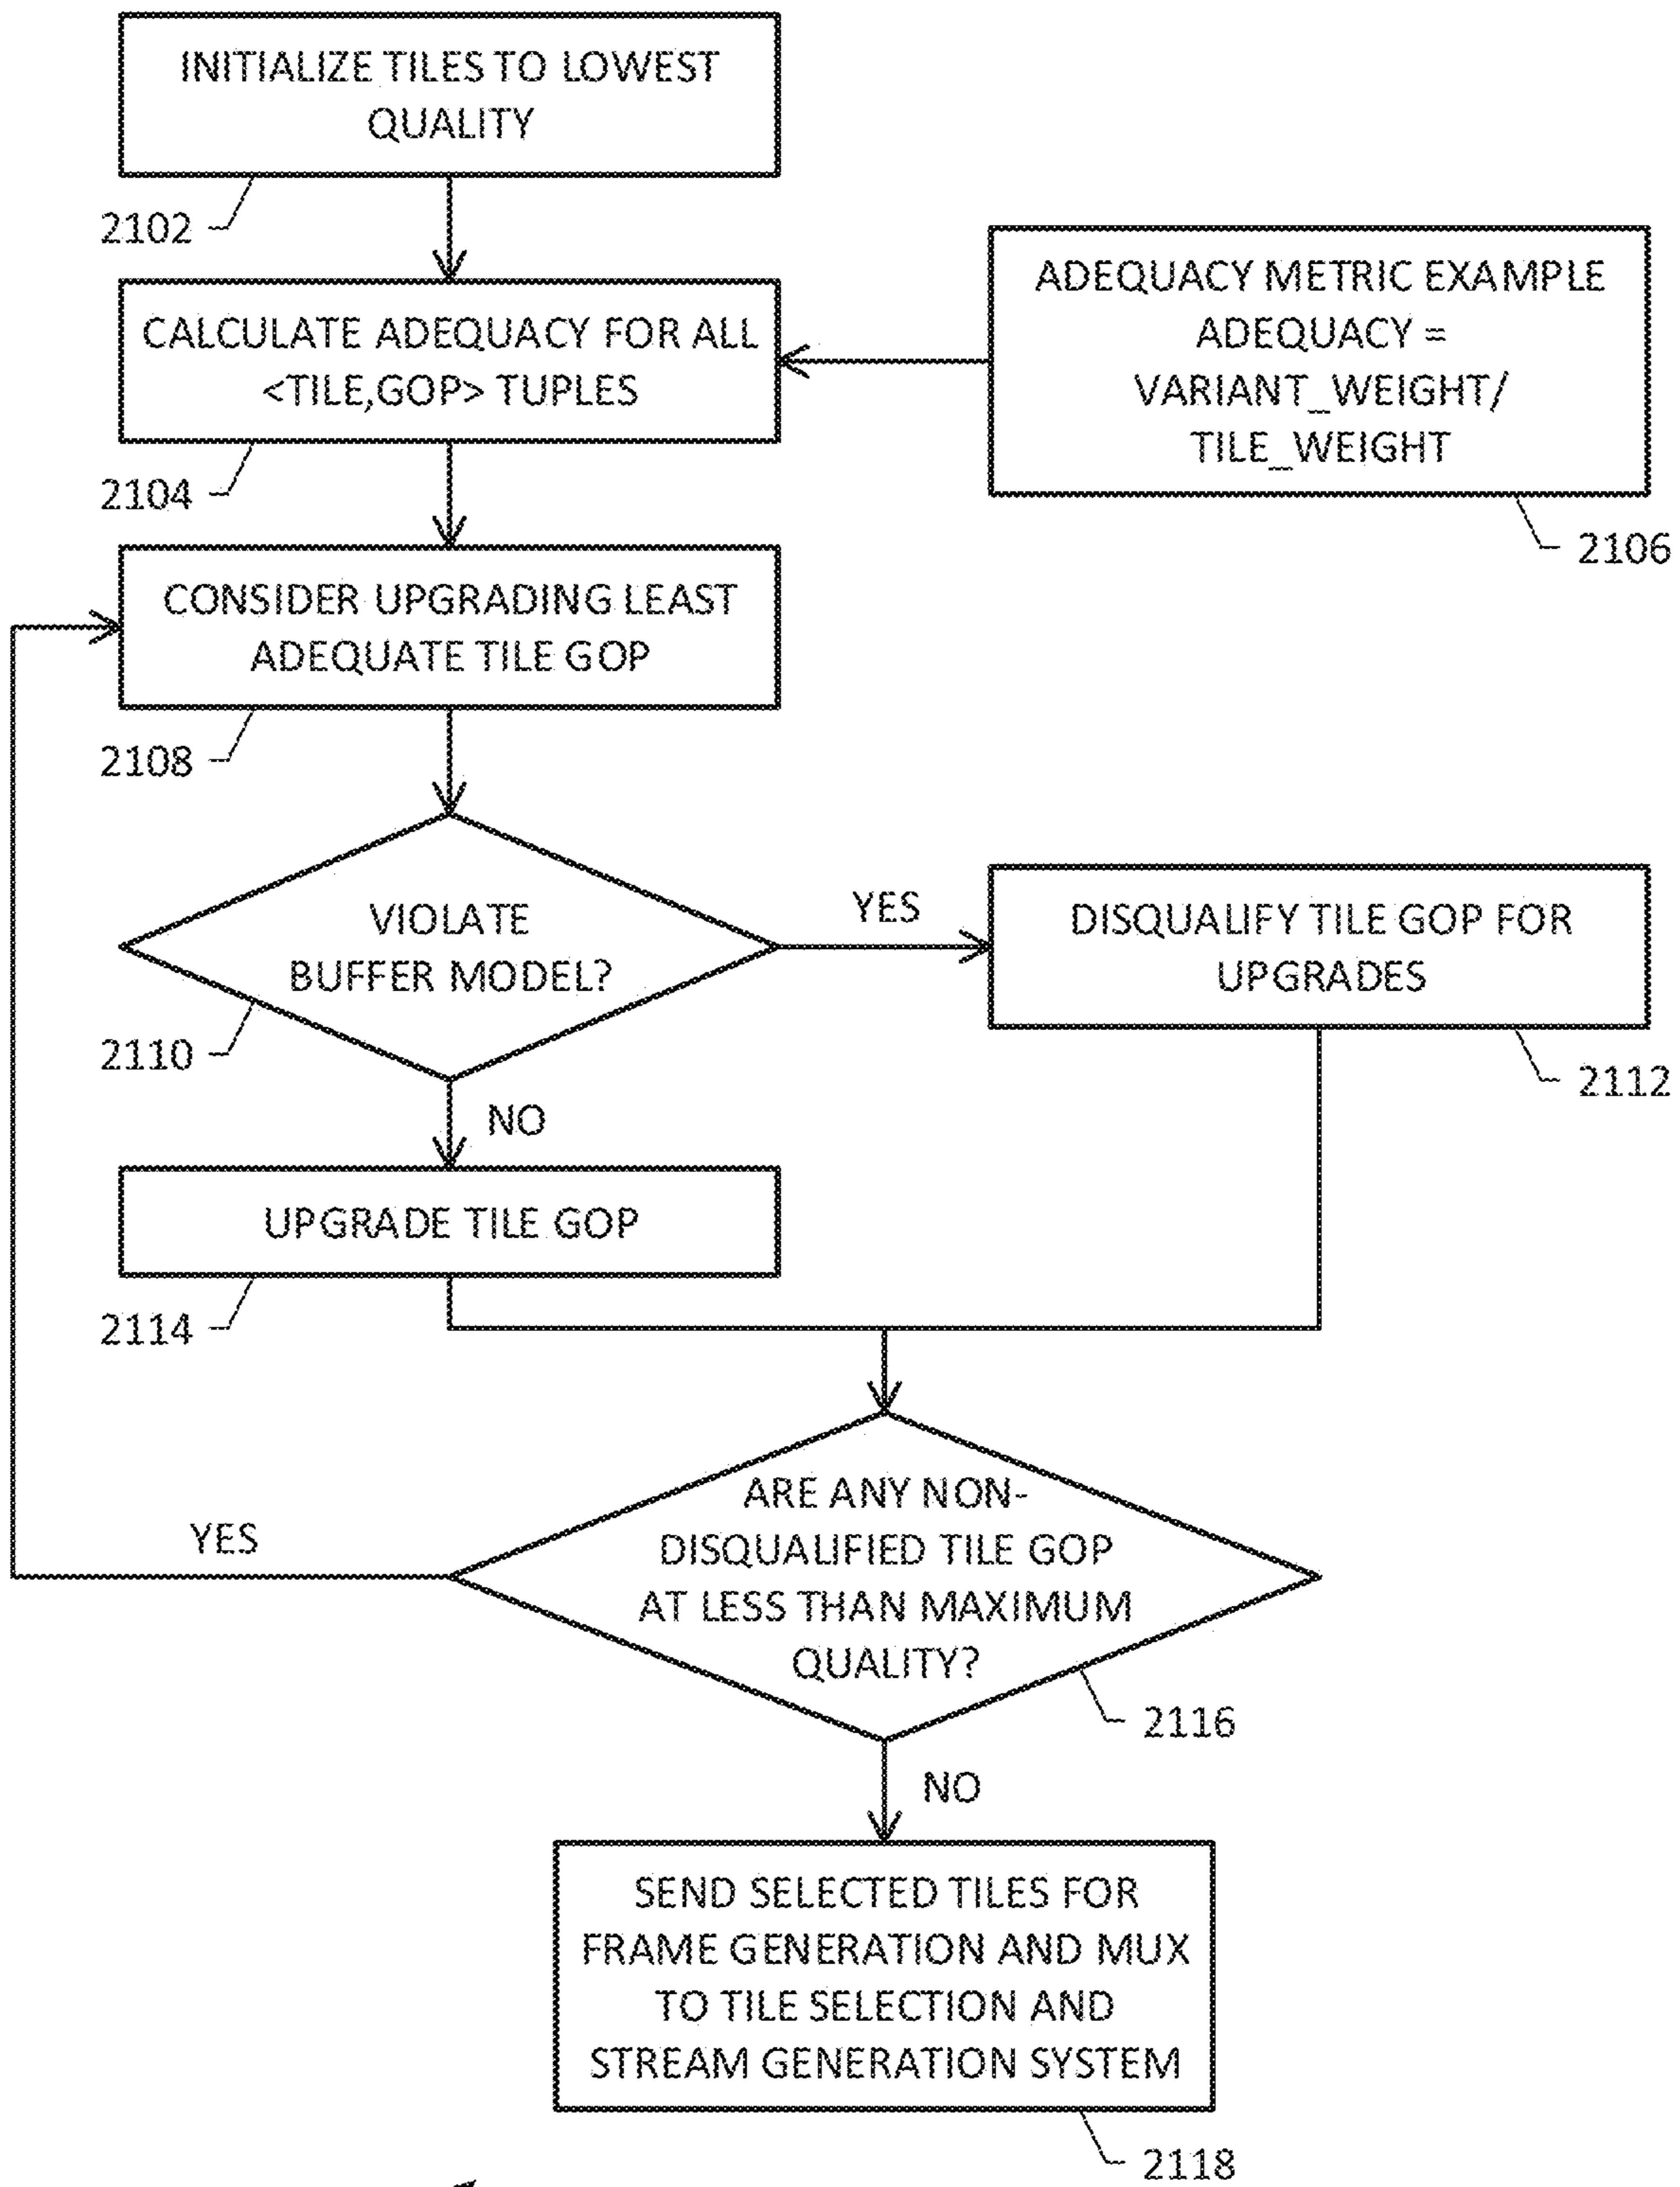 INITIALIZE TILES TO LOWEST
QUALITY
2102
CALCULATE ADEQUACY FOR ALL
<TILE,GOP> TUPLES
2104
ADEQUACY METRIC EXAMPLE
ADEQUACY =
VARIANT_WEIGHT/
TILE_WEIGHT
2106
CONSIDER UPGRADING LEAST
ADEQUATE TILE GOP
2108
VIOLATE
BUFFER MODEL?
2110
YES
DISQUALIFY TILE GOP FOR
UPGRADES
2112
NO
UPGRADE TILE GOP
2114
ARE ANY NON-
DISQUALIFIED TILE GOP
AT LESS THAN MAXIMUM
QUALITY?
2116
YES
NO
SEND SELECTED TILES FOR
FRAME GENERATION AND MUX
TO TILE SELECTION AND
STREAM GENERATION SYSTEM
2118